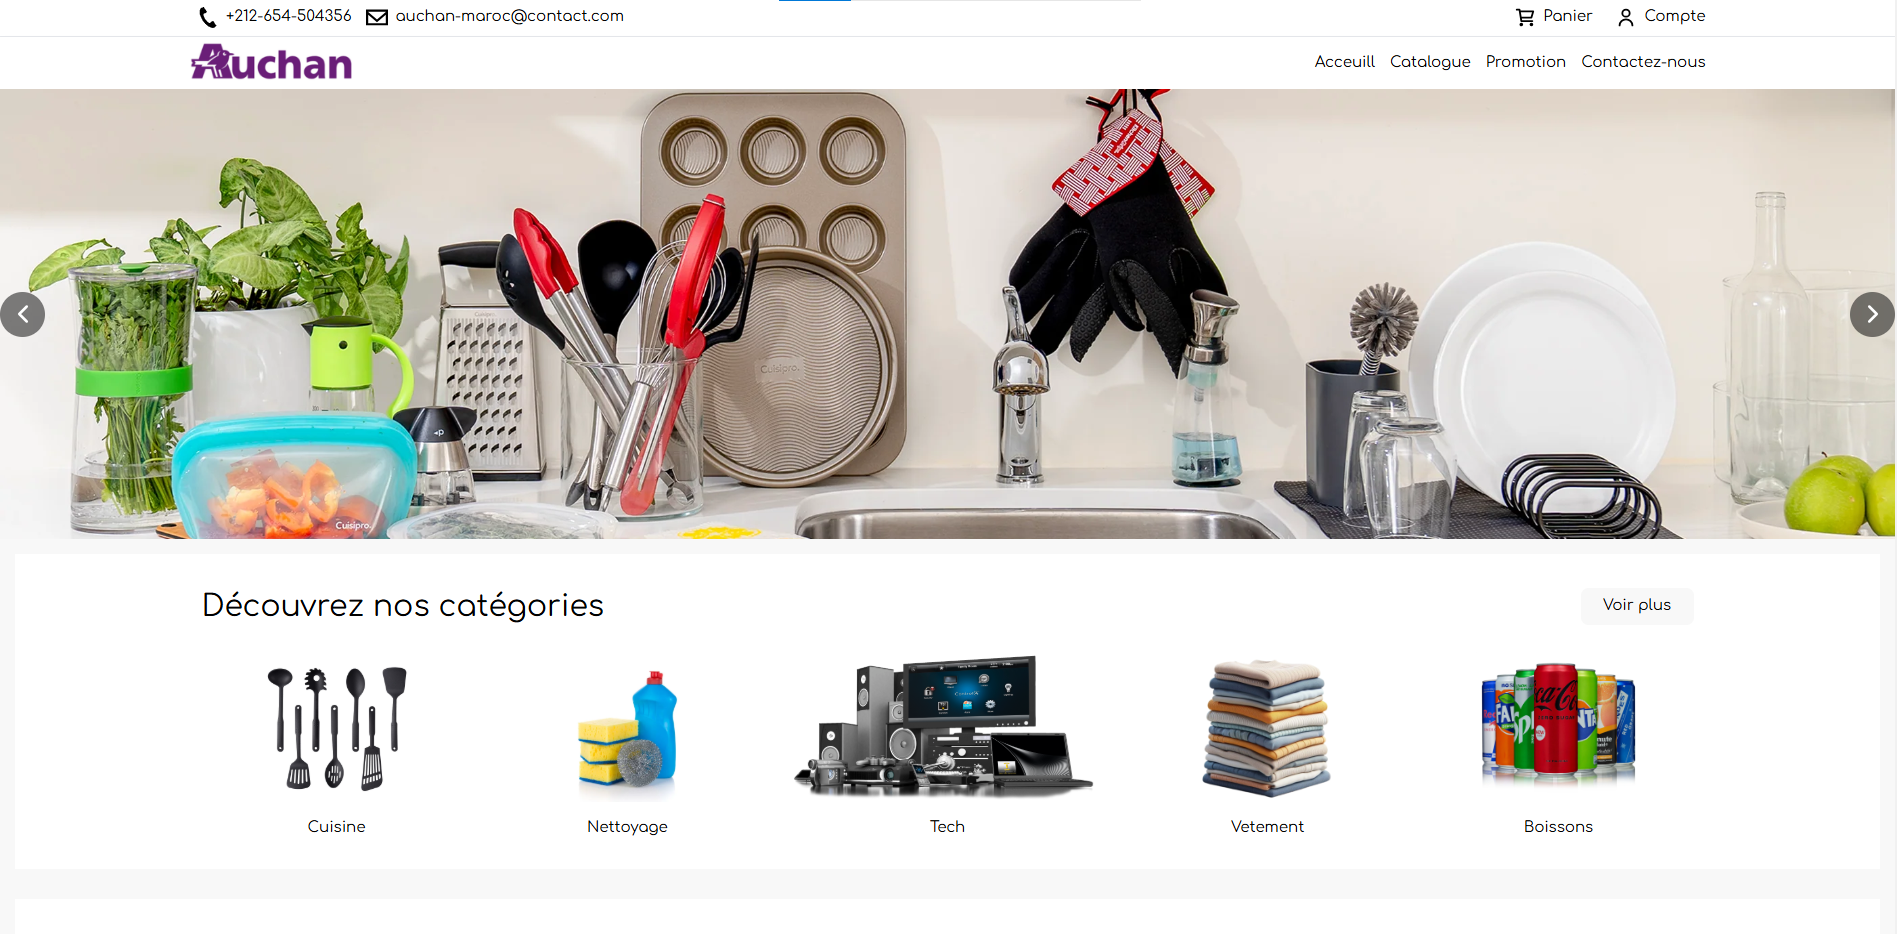 +212-654-504356 auchan-maroc@contact.com Panier Compte
Auchan Acceuill Catalogue Promotion Contactez-nous
Cuisipro.
Cuisipro.
Découvrez nos catégories Voir plus
Cuisine Nettoyage Tech Vetement Boissons